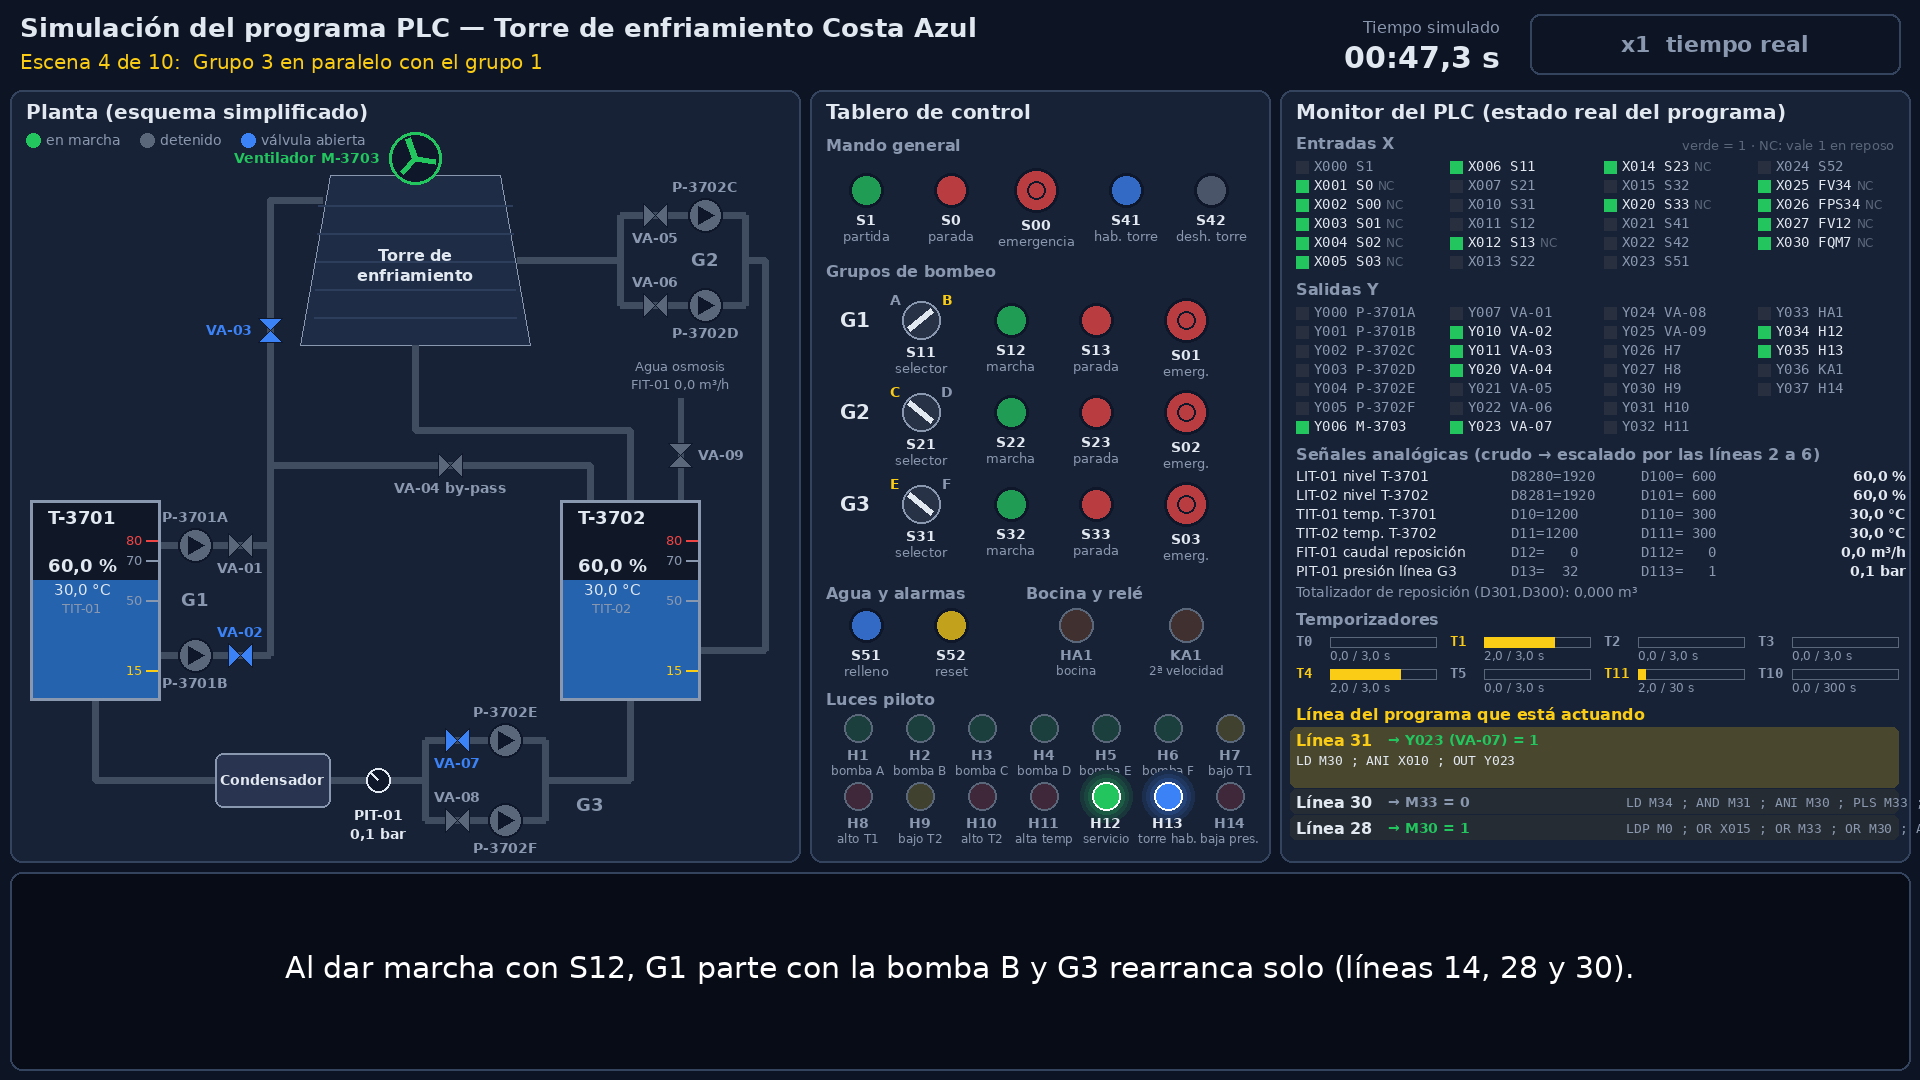 Simulación del programa PLC — Torre de enfriamiento Costa Azul
Escena 4 de 10:  Grupo 3 en paralelo con el grupo 1
Tiempo simulado
00:47,3 s
x1  tiempo real
Planta (esquema simplificado)
en marcha
detenido
válvula abierta
Ventilador M-3703
P-3702C
VA-05
G2
VA-06
P-3702D
Torre de
enfriamiento
VA-03
Agua osmosis
FIT-01 0,0 m³/h
VA-09
VA-04 by-pass
T-3701
P-3701A
80
60,0 %
70
VA-01
30,0 °C
TIT-01
50
G1
VA-02
15
P-3701B
T-3702
80
60,0 %
70
30,0 °C
TIT-02
50
15
P-3702E
VA-07
Condensador
VA-08
G3
PIT-01
0,1 bar
P-3702F
Tablero de control
Mando general
S1
partida
S0
parada
S00
emergencia
S41
hab. torre
S42
desh. torre
Grupos de bombeo
A
B
G1
S11
selector
S12
marcha
S13
parada
S01
emerg.
C
D
G2
S21
selector
S22
marcha
S23
parada
S02
emerg.
E
F
G3
S31
selector
S32
marcha
S33
parada
S03
emerg.
Agua y alarmas
Bocina y relé
S51
relleno
S52
reset
HA1
bocina
KA1
2ª velocidad
Luces piloto
H1
bomba A
H2
bomba B
H3
bomba C
H4
bomba D
H5
bomba E
H6
bomba F
H7
bajo T1
H8
alto T1
H9
bajo T2
H10
alto T2
H11
alta temp
H12
servicio
H13
torre hab.
H14
baja pres.
Monitor del PLC (estado real del programa)
Entradas X
verde = 1 · NC: vale 1 en reposo
X000 S1
X006 S11
X014 S23 NC
X024 S52
X001 S0 NC
X007 S21
X015 S32
X025 FV34 NC
X002 S00 NC
X010 S31
X020 S33 NC
X026 FPS34 NC
X003 S01 NC
X011 S12
X021 S41
X027 FV12 NC
X004 S02 NC
X012 S13 NC
X022 S42
X030 FQM7 NC
X005 S03 NC
X013 S22
X023 S51
Salidas Y
Y000 P-3701A
Y007 VA-01
Y024 VA-08
Y033 HA1
Y001 P-3701B
Y010 VA-02
Y025 VA-09
Y034 H12
Y002 P-3702C
Y011 VA-03
Y026 H7
Y035 H13
Y003 P-3702D
Y020 VA-04
Y027 H8
Y036 KA1
Y004 P-3702E
Y021 VA-05
Y030 H9
Y037 H14
Y005 P-3702F
Y022 VA-06
Y031 H10
Y006 M-3703
Y023 VA-07
Y032 H11
Señales analógicas (crudo → escalado por las líneas 2 a 6)
LIT-01 nivel T-3701 D8280=1920 D100= 600 60,0 %
LIT-02 nivel T-3702 D8281=1920 D101= 600 60,0 %
TIT-01 temp. T-3701 D10=1200 D110= 300 30,0 °C
TIT-02 temp. T-3702 D11=1200 D111= 300 30,0 °C
FIT-01 caudal reposición D12=   0 D112=   0 0,0 m³/h
PIT-01 presión línea G3 D13=  32 D113=   1 0,1 bar
Totalizador de reposición (D301,D300): 0,000 m³
Temporizadores
T0
0,0 / 3,0 s
T1
2,0 / 3,0 s
T2
0,0 / 3,0 s
T3
0,0 / 3,0 s
T4
2,0 / 3,0 s
T5
0,0 / 3,0 s
T11
2,0 / 30 s
T10
0,0 / 300 s
Línea del programa que está actuando
Línea 31 → Y023 (VA-07) = 1
LD M30 ; ANI X010 ; OUT Y023
Línea 30 → M33 = 0 LD M34 ; AND M31 ; ANI M30 ; PLS M33 ;
Línea 28 → M30 = 1 LDP M0 ; OR X015 ; OR M33 ; OR M30 ;
Al dar marcha con S12, G1 parte con la bomba B y G3 rearranca solo (líneas 14, 28 y 30).